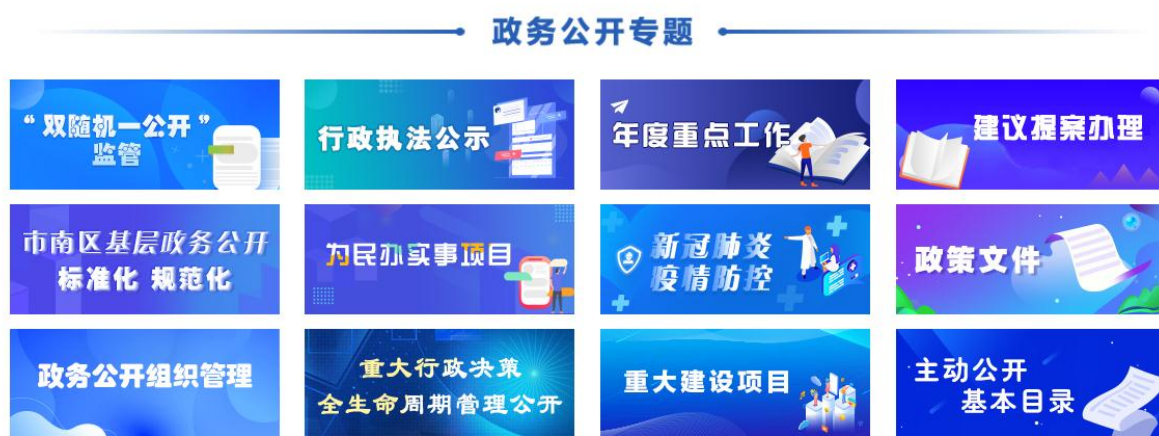 政务公开专题
“双随机一公开”
监管
行政执法公示
年度重点工作
建议提案办理
市南区基层政务公开
标准化 规范化
为民办实事项目
新冠肺炎
疫情防控
政策文件
政务公开组织管理
重大行政决策
全生命周期管理公开
重大建设项目
主动公开
基本目录